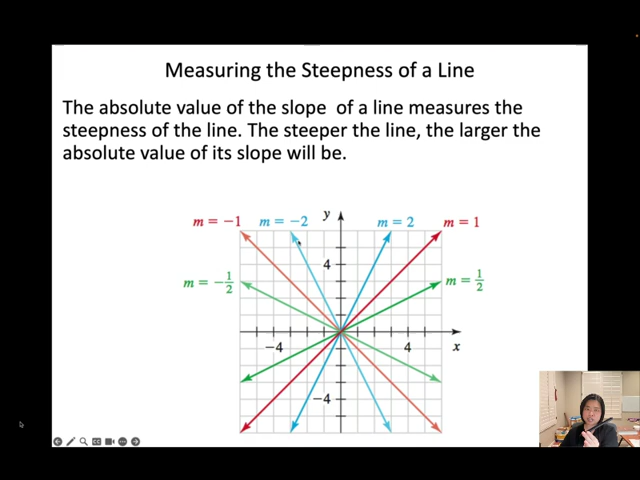 Measuring the Steepness of a Line
The absolute value of the slope of a line measures the
steepness of the line. The steeper the line, the larger the
absolute value of its slope will be.
m = −1 m = −2 y m = 2 m = 1
4
m = −1/2 m = 1/2
−4 4 x
−4